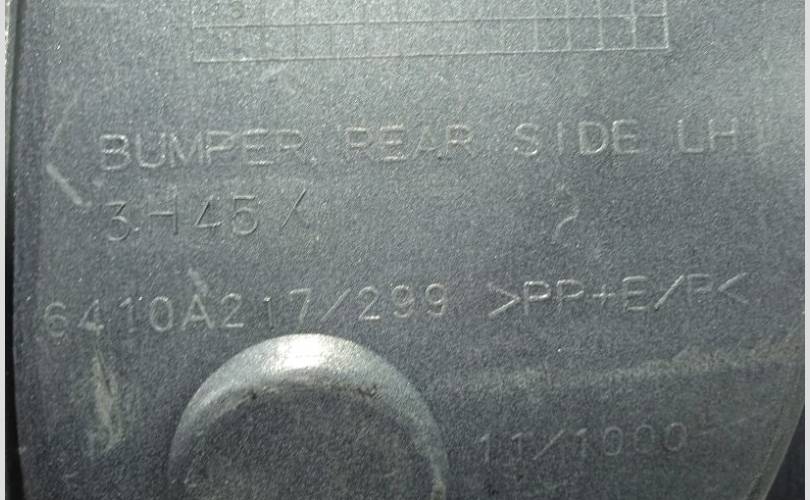 BUMPER, REAR SIDE LH
3H45/
6410A217/299 >PP+E/P<
11/1000